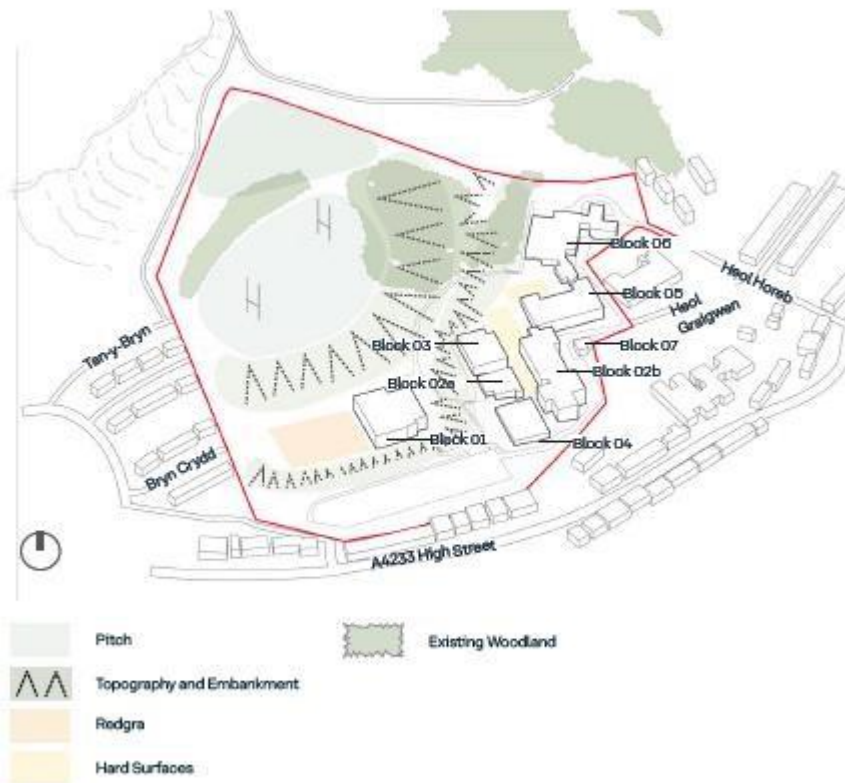 Block 06
Heol Horeb
Block 05
Heol
Graigwen
Tan-y-Bryn
Block 03
Block 07
Block 02a
Block 02b
Block 01
Block 04
Bryn Crydd
A4233 High Street
Pitch
Existing Woodland
Topography and Embankment
Redgra
Hard Surfaces